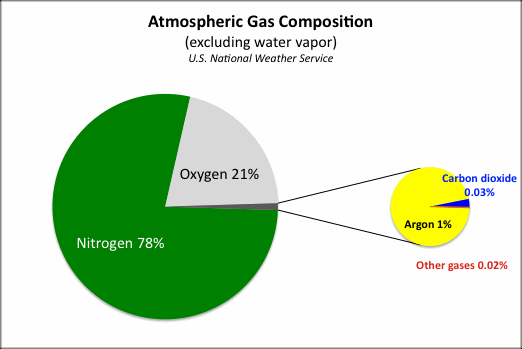 Atmospheric Gas Composition
(excluding water vapor)
U.S. National Weather Service
Oxygen 21%
Nitrogen 78%
Carbon dioxide
0.03%
Argon 1%
Other gases 0.02%